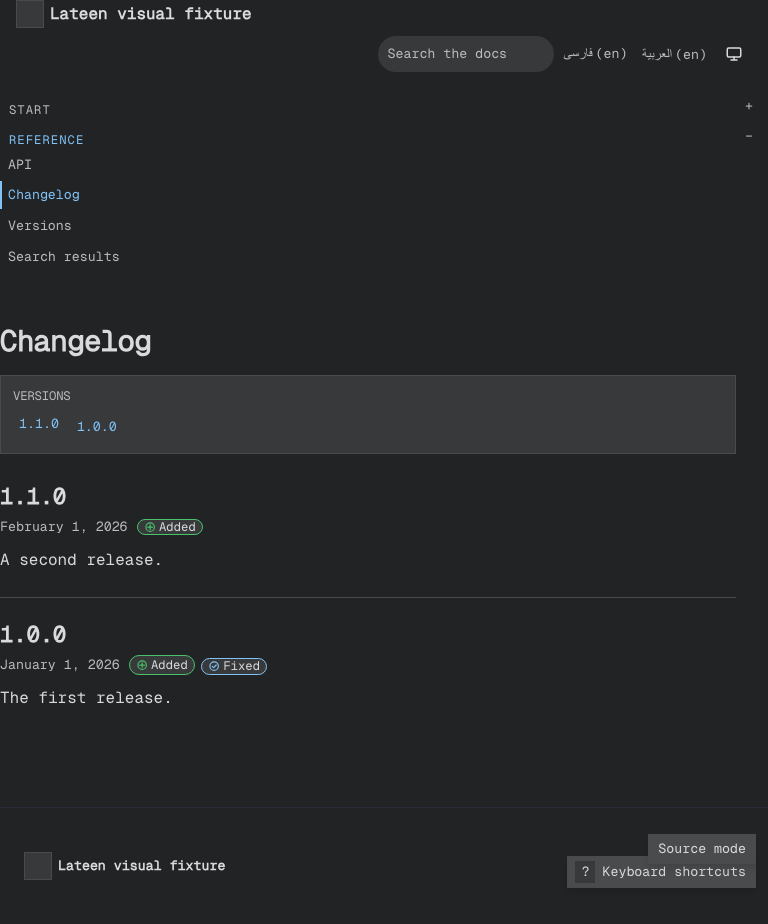 Lateen visual fixture
Search the docs فارسی (en) العربية (en)
START +
REFERENCE −
API
Changelog
Versions
Search results
Changelog
VERSIONS
1.1.0 1.0.0
1.1.0
February 1, 2026 Added
A second release.
1.0.0
January 1, 2026 Added Fixed
The first release.
Lateen visual fixture
Source mode
? Keyboard shortcuts